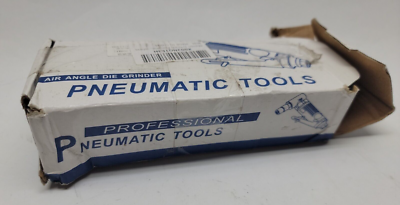 AIR ANGLE DIE GRINDER
PNEUMATIC TOOLS
PROFESSIONAL
PNEUMATIC TOOLS